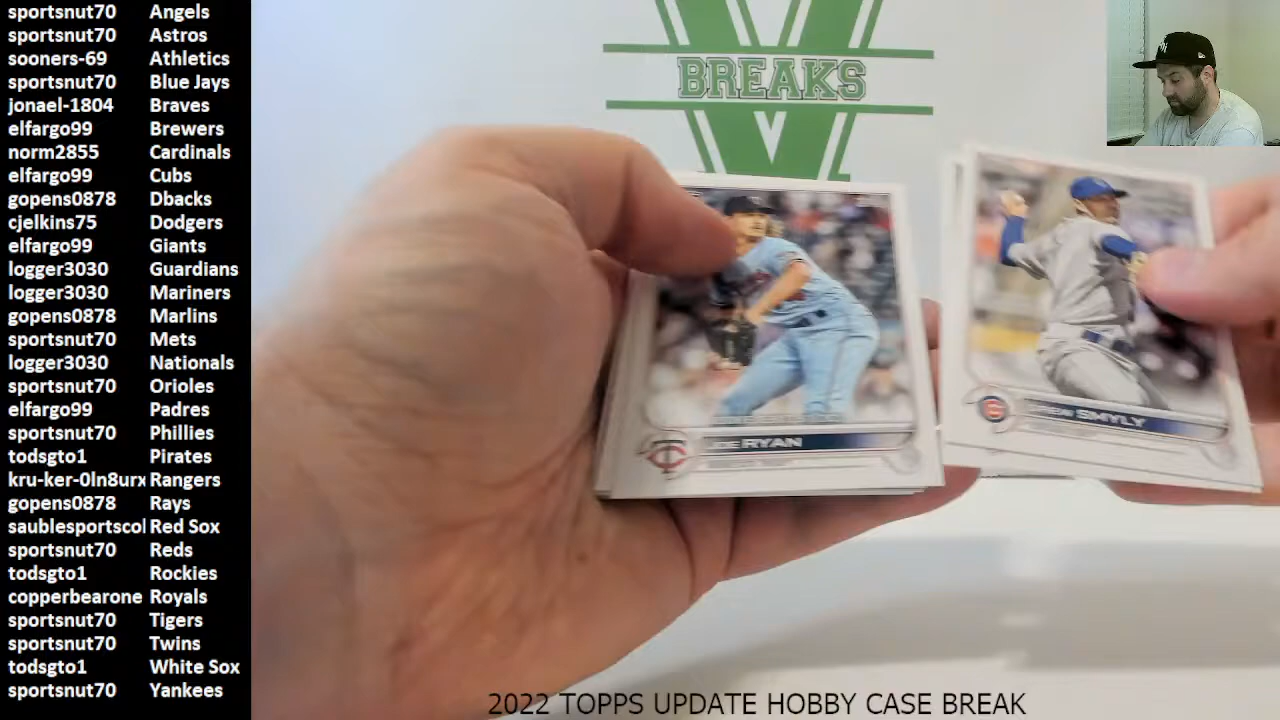 sportsnut70 Angels
sportsnut70 Astros
sooners-69 Athletics
sportsnut70 Blue Jays
jonael-1804 Braves
elfargo99 Brewers
norm2855 Cardinals
elfargo99 Cubs
gopens0878 Dbacks
cjelkins75 Dodgers
elfargo99 Giants
logger3030 Guardians
logger3030 Mariners
gopens0878 Marlins
sportsnut70 Mets
logger3030 Nationals
sportsnut70 Orioles
elfargo99 Padres
sportsnut70 Phillies
todsgto1 Pirates
kru-ker-0ln8urx Rangers
gopens0878 Rays
saublesportscol Red Sox
sportsnut70 Reds
todsgto1 Rockies
copperbearone Royals
sportsnut70 Tigers
sportsnut70 Twins
todsgto1 White Sox
sportsnut70 Yankees
V
BREAKS
JOE RYAN
TC
SMYLY
2022 TOPPS UPDATE HOBBY CASE BREAK